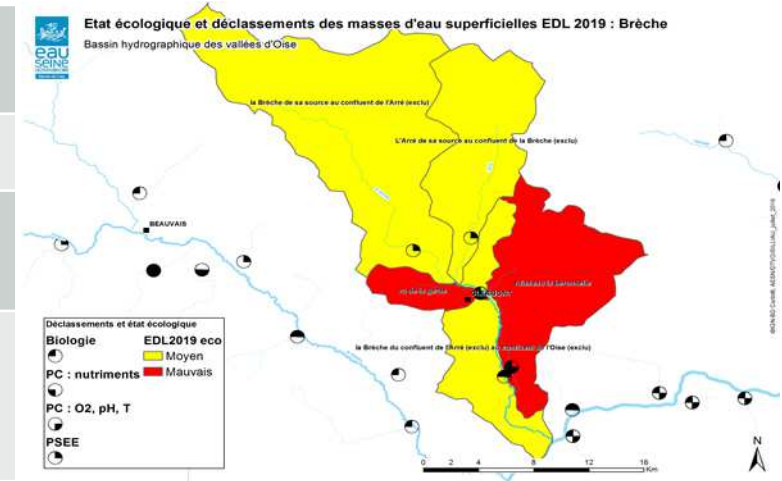 Etat écologique et déclassements des masses d'eau superficielles EDL 2019 : Brèche
Bassin hydrographique des vallées d'Oise
eau
SEINE
la Brèche de sa source au confluent de l'Arré (exclu)
L'Arré de sa source au confluent de la Brèche (exclu)
BEAUVAIS
la Brèche du confluent de l'Arré (exclu) au confluent de l'Oise (exclu)
Déclassements et état écologique
Biologie
EDL2019 eco
Moyen
Mauvais
PC : nutriments
PC : O2, pH, T
PSEE
N
0 2 4 8 12 16
Km